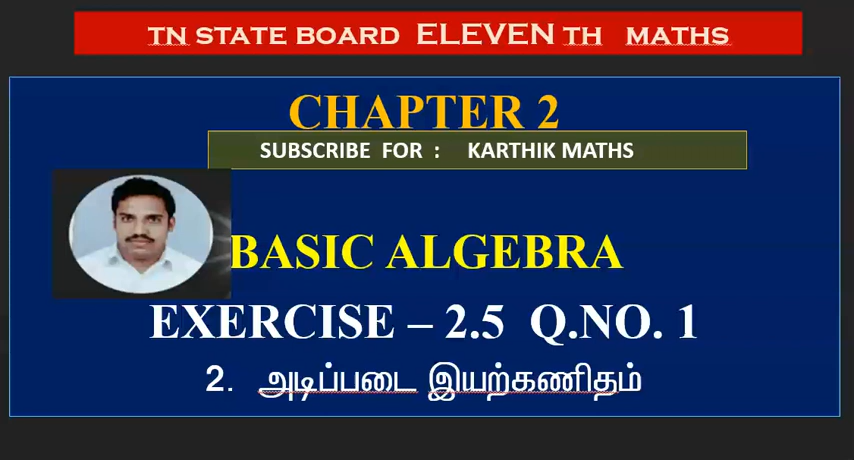 TN STATE BOARD ELEVEN TH MATHS
CHAPTER 2
SUBSCRIBE FOR : KARTHIK MATHS
BASIC ALGEBRA
EXERCISE – 2.5 Q.NO. 1
2. அடிப்படை இயற்கணிதம்